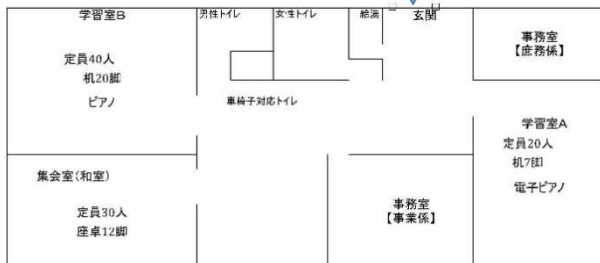 学習室B
定員40人
机20脚
ピアノ
男性トイレ
女性トイレ
給湯
玄関
事務室
【庶務係】
車椅子対応トイレ
学習室A
定員20人
机7脚
電子ピアノ
集会室(和室)
定員30人
座卓12脚
事務室
【事業係】